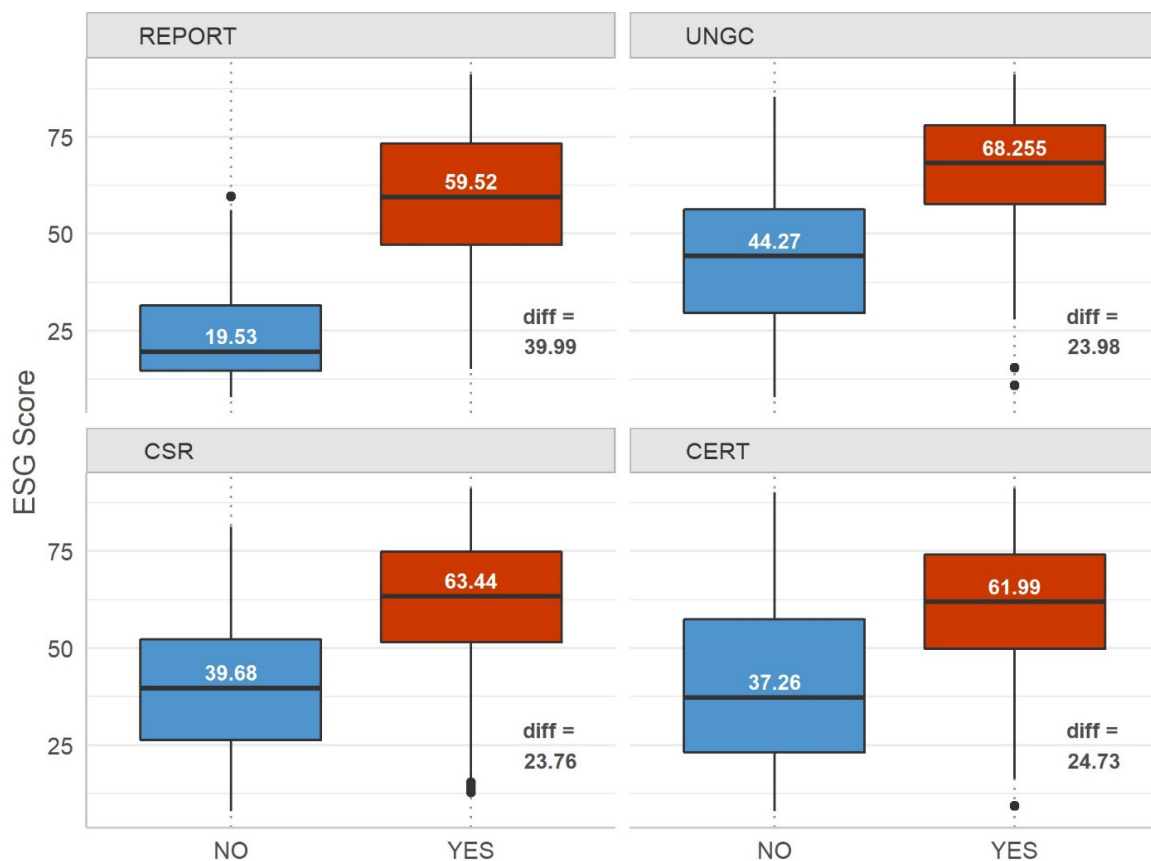 REPORT
UNGC
ESG Score
75
50
25
19.53
59.52
diff =
39.99
44.27
68.255
diff =
23.98
CSR
CERT
75
50
25
39.68
63.44
diff =
23.76
37.26
61.99
diff =
24.73
NO
YES
NO
YES